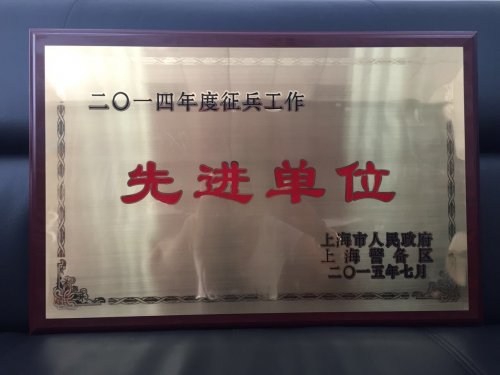 二〇一四年度征兵工作
先进单位
上海市人民政府
上海警备区
二〇一五年七月